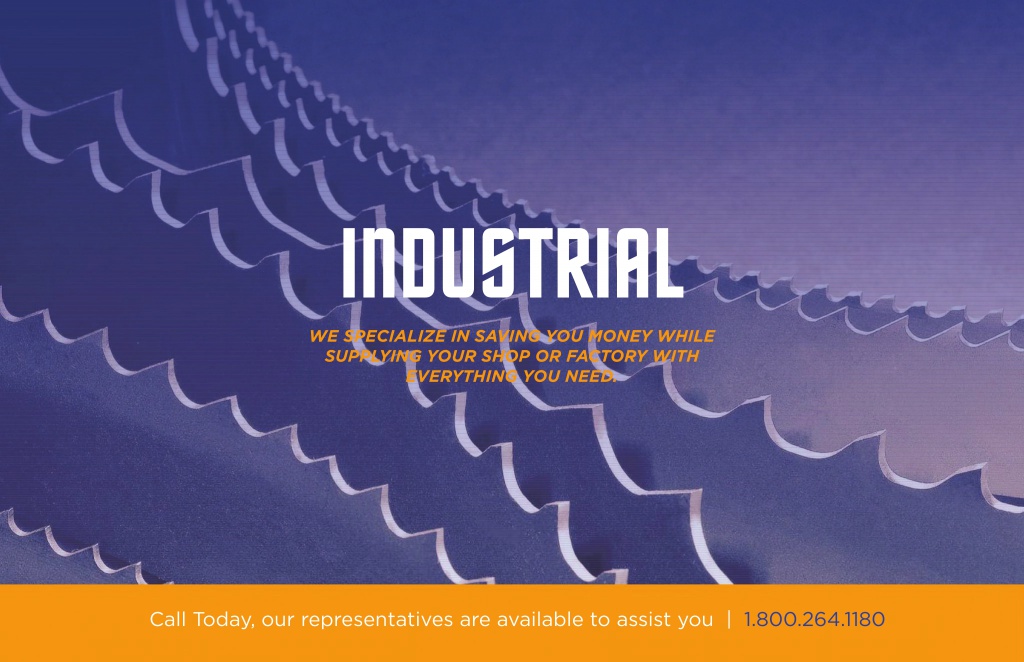 INDUSTRIAL
WE SPECIALIZE IN SAVING YOU MONEY WHILE
SUPPLYING YOUR SHOP OR FACTORY WITH
EVERYTHING YOU NEED.
Call Today, our representatives are available to assist you | 1.800.264.1180